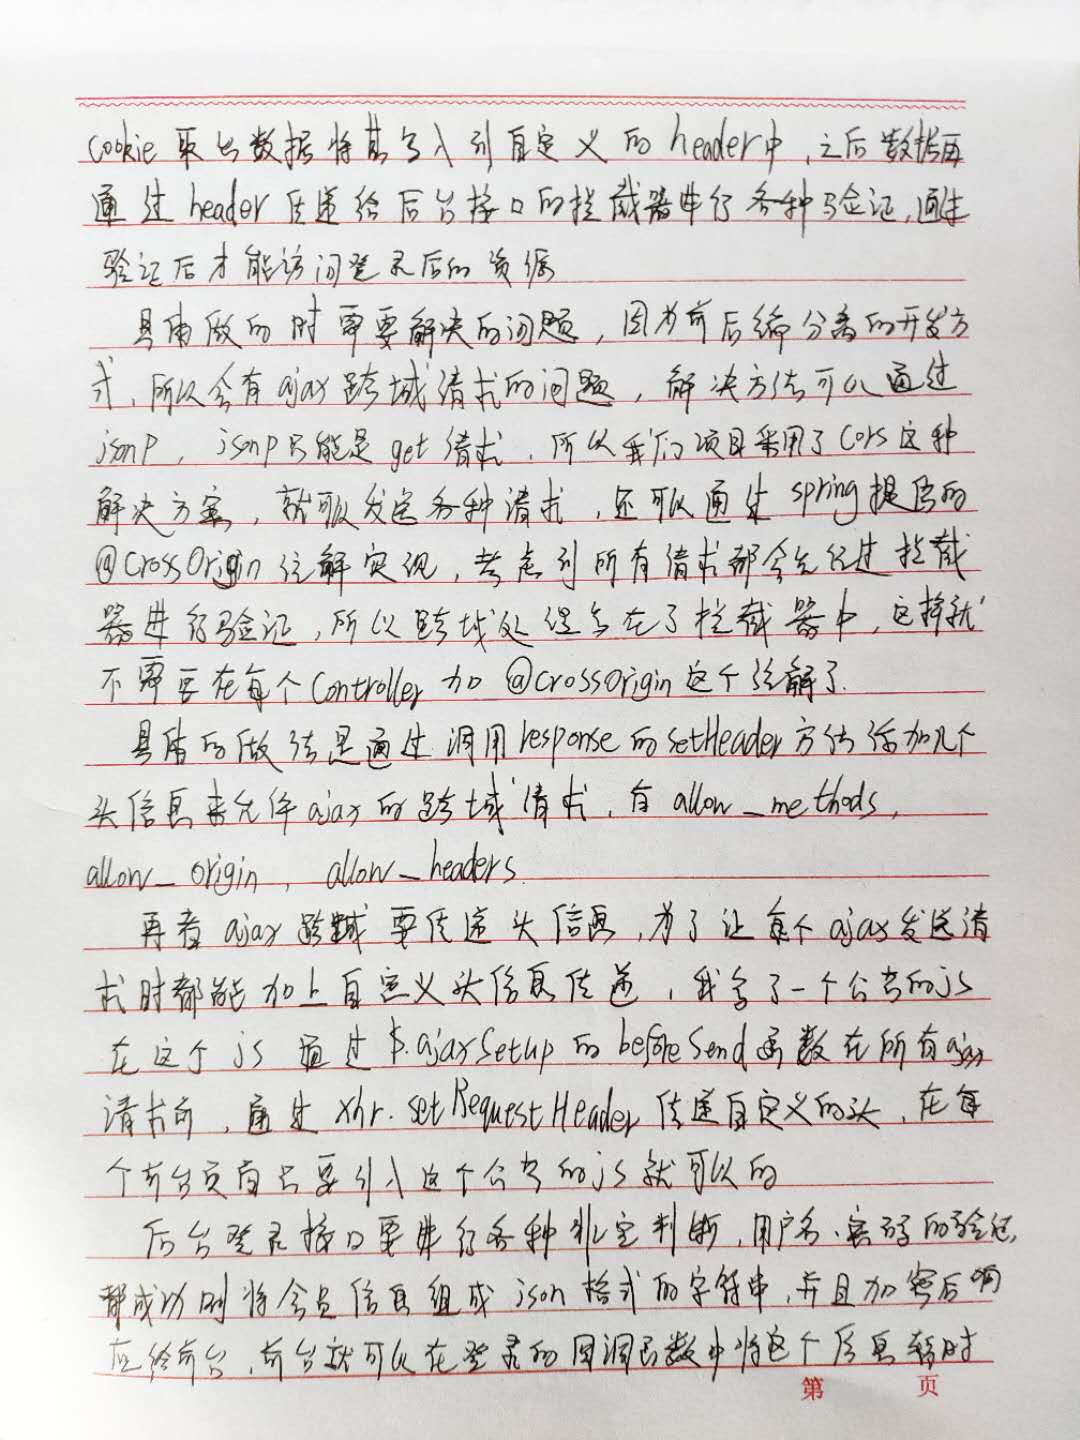 cookie取出数据将其写入到自定义的header中,之后数据再
通过header传递给后台接口的拦截器进行各种验证,通过
验证后才能访问登录后的资源
具体做的时需要解决的问题,因为前后端分离的开发方
式,所以会有ajax跨域请求的问题,解决方法可以通过
jsonp,jsonp只能是get请求,所以我们项目采用了cors这种
解决方案,就可以发送各种请求,还可以通过spring提供的
@CrossOrigin注解实现,考虑到所有请求都会先经过拦截
器进行验证,所以跨域处理写在了拦截器中,这样就
不需要在每个Controller加@crossOrigin这个注解了.
具体的做法是通过调用response的setHeader方法添加几个
头信息来允许ajax的跨域请求,有allow_methods,
allow_origin,allow_headers.
再者ajax跨域要传递头信息,为了让每个ajax发送请
求时都能加上自定义头信息传递,我写了一个公共的js
在这个js通过$.ajaxSetup的beforeSend函数在所有ajax
请求前,通过xhr.setRequestHeader传递自定义的头,在每
个前台页面只要引入这个公共的js就可以的
后台登录接口要进行各种非空判断,用户名、密码的验证,
都成功则将会员信息组成json格式的字符串,并且加密后响
应给前台,前台就可以在登录的回调函数中将这个信息暂时
第 页